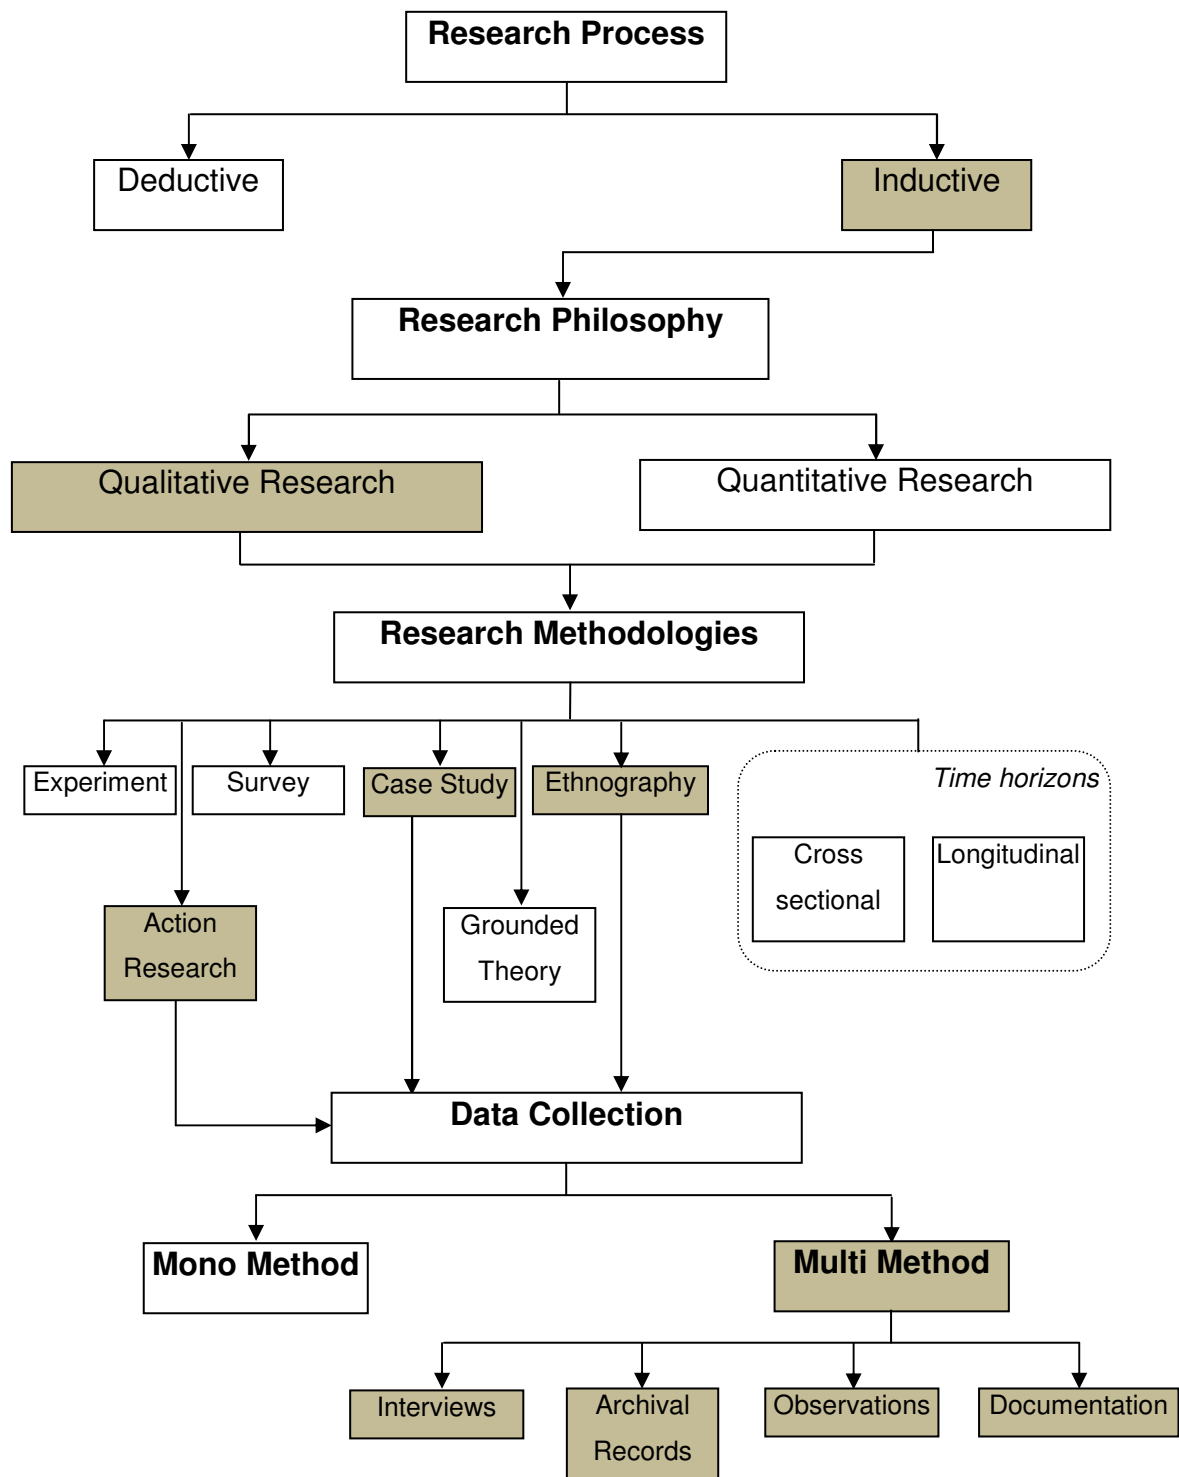 Research Process
Deductive
Inductive
Research Philosophy
Qualitative Research
Quantitative Research
Research Methodologies
Experiment
Survey
Case Study
Ethnography
Time horizons
Cross
sectional
Longitudinal
Action
Research
Grounded
Theory
Data Collection
Mono Method
Multi Method
Interviews
Archival
Records
Observations
Documentation